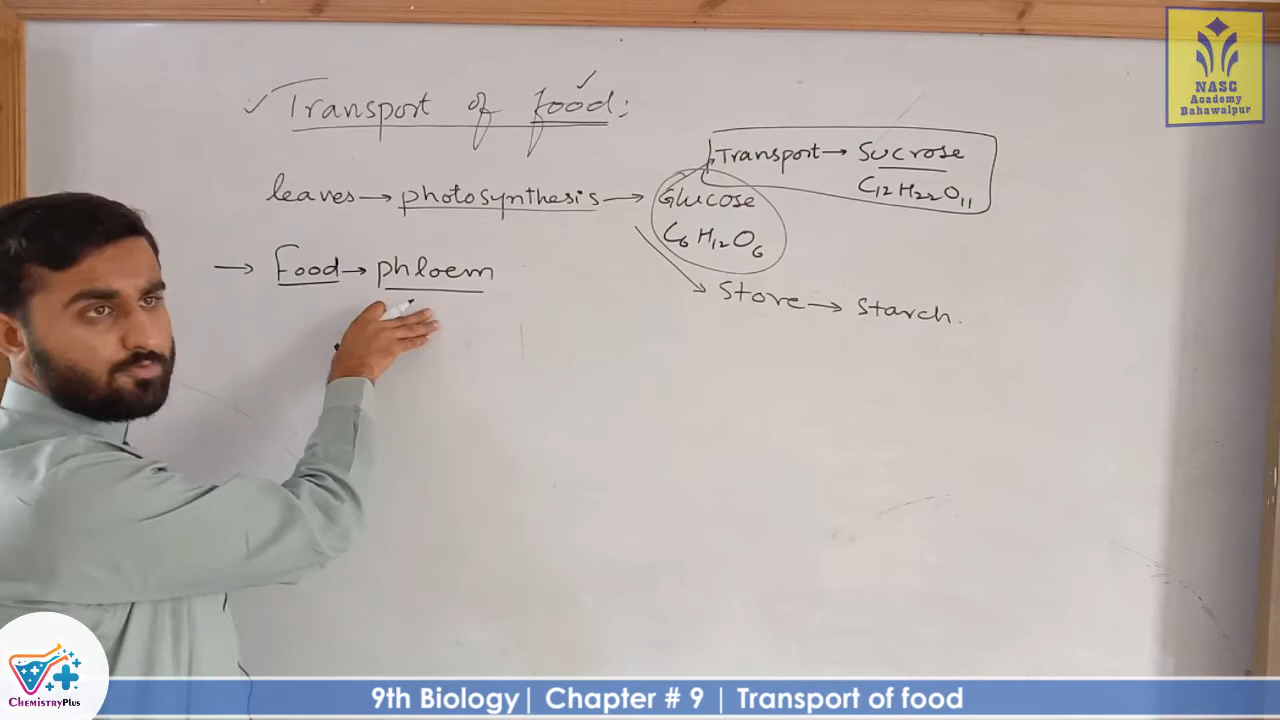 Transport of food:
Transport → Sucrose
C12H22O11
leaves → photosynthesis → Glucose
C6H12O6
→ Food → phloem
Store → Starch.
NASC
Academy
Bahawalpur
ChemistryPlus
9th Biology| Chapter # 9 | Transport of food